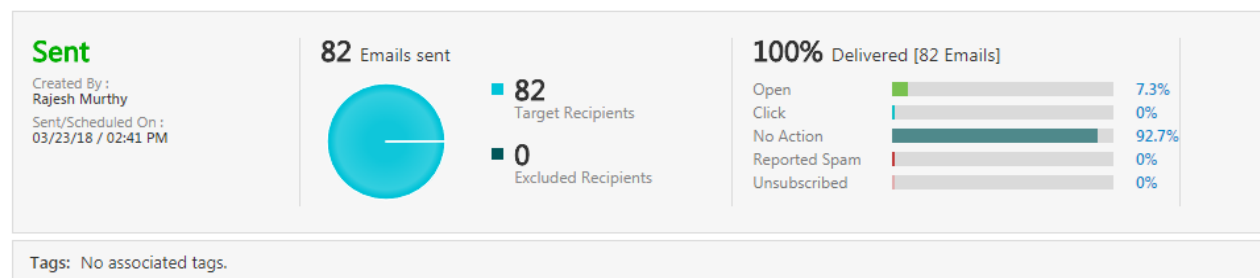 Sent
Created By :
Rajesh Murthy
Sent/Scheduled On :
03/23/18 / 02:41 PM
82 Emails sent
82
Target Recipients
0
Excluded Recipients
100% Delivered [82 Emails]
Open 7.3%
Click 0%
No Action 92.7%
Reported Spam 0%
Unsubscribed 0%
Tags: No associated tags.